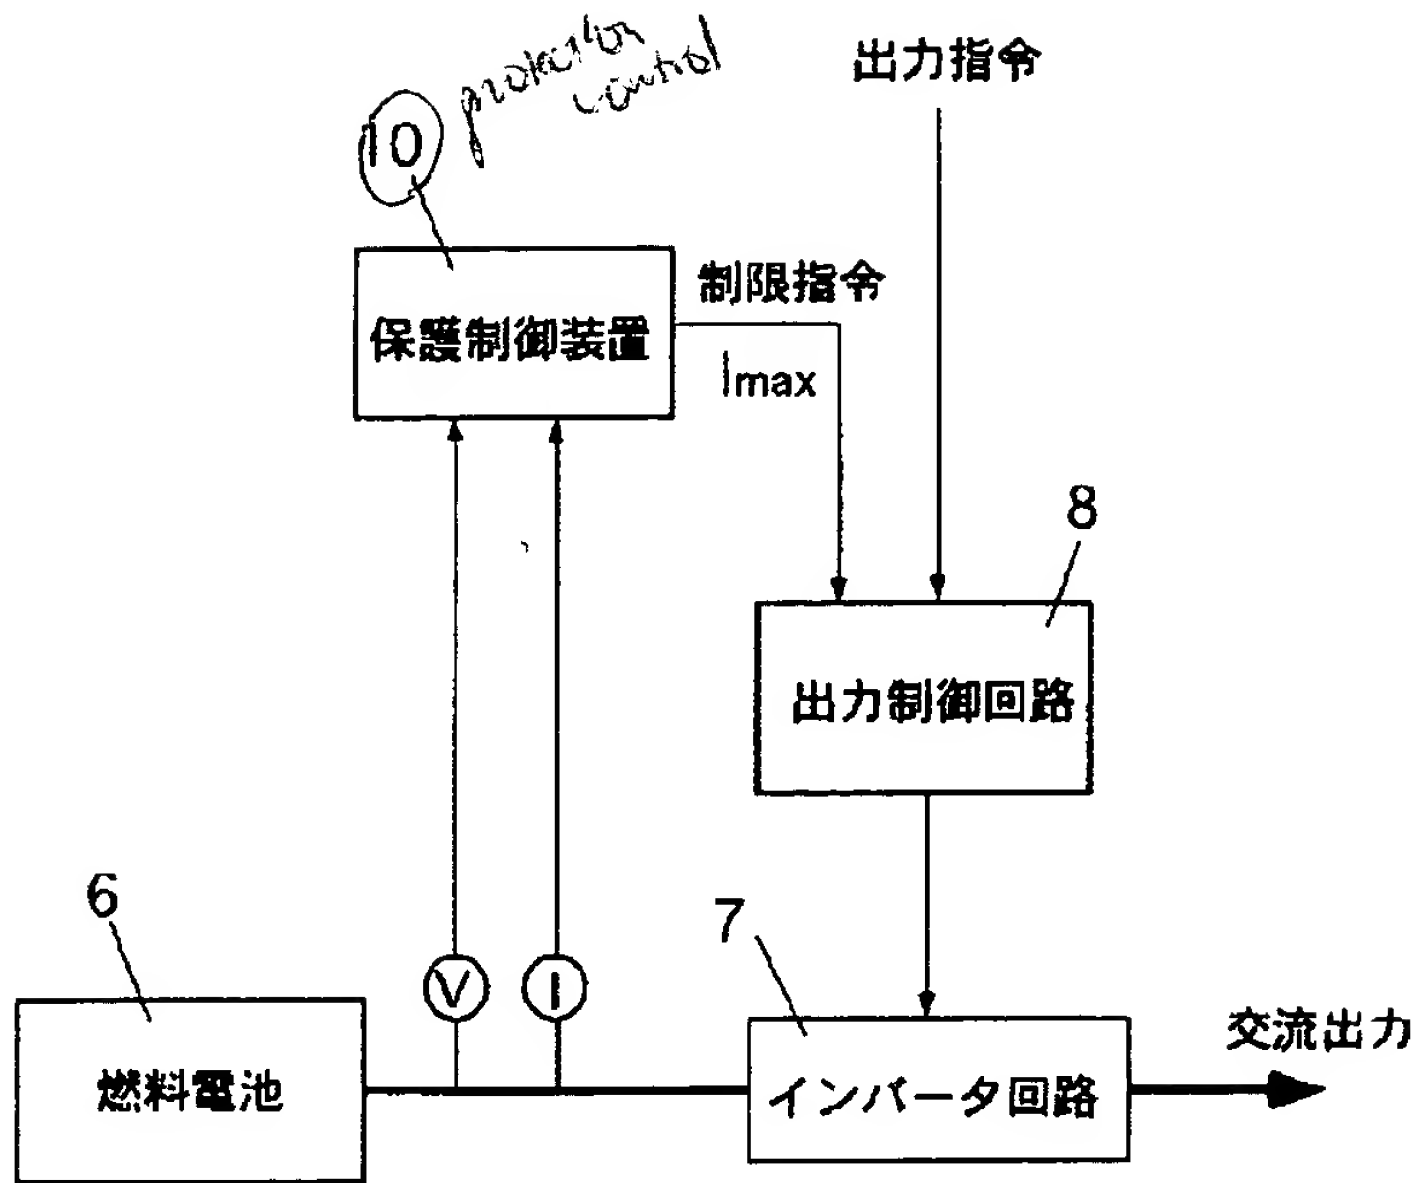 protection
control
出力指令
10
制限指令
保護制御装置
Imax
8
出力制御回路
6
7
V
I
交流出力
燃料電池
インバータ回路